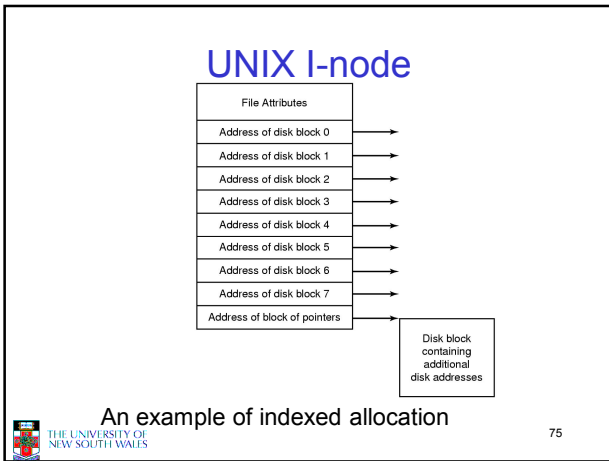 UNIX I-node
File Attributes
Address of disk block 0
Address of disk block 1
Address of disk block 2
Address of disk block 3
Address of disk block 4
Address of disk block 5
Address of disk block 6
Address of disk block 7
Address of block of pointers
Disk block
containing
additional
disk addresses
An example of indexed allocation
THE UNIVERSITY OF
NEW SOUTH WALES
75